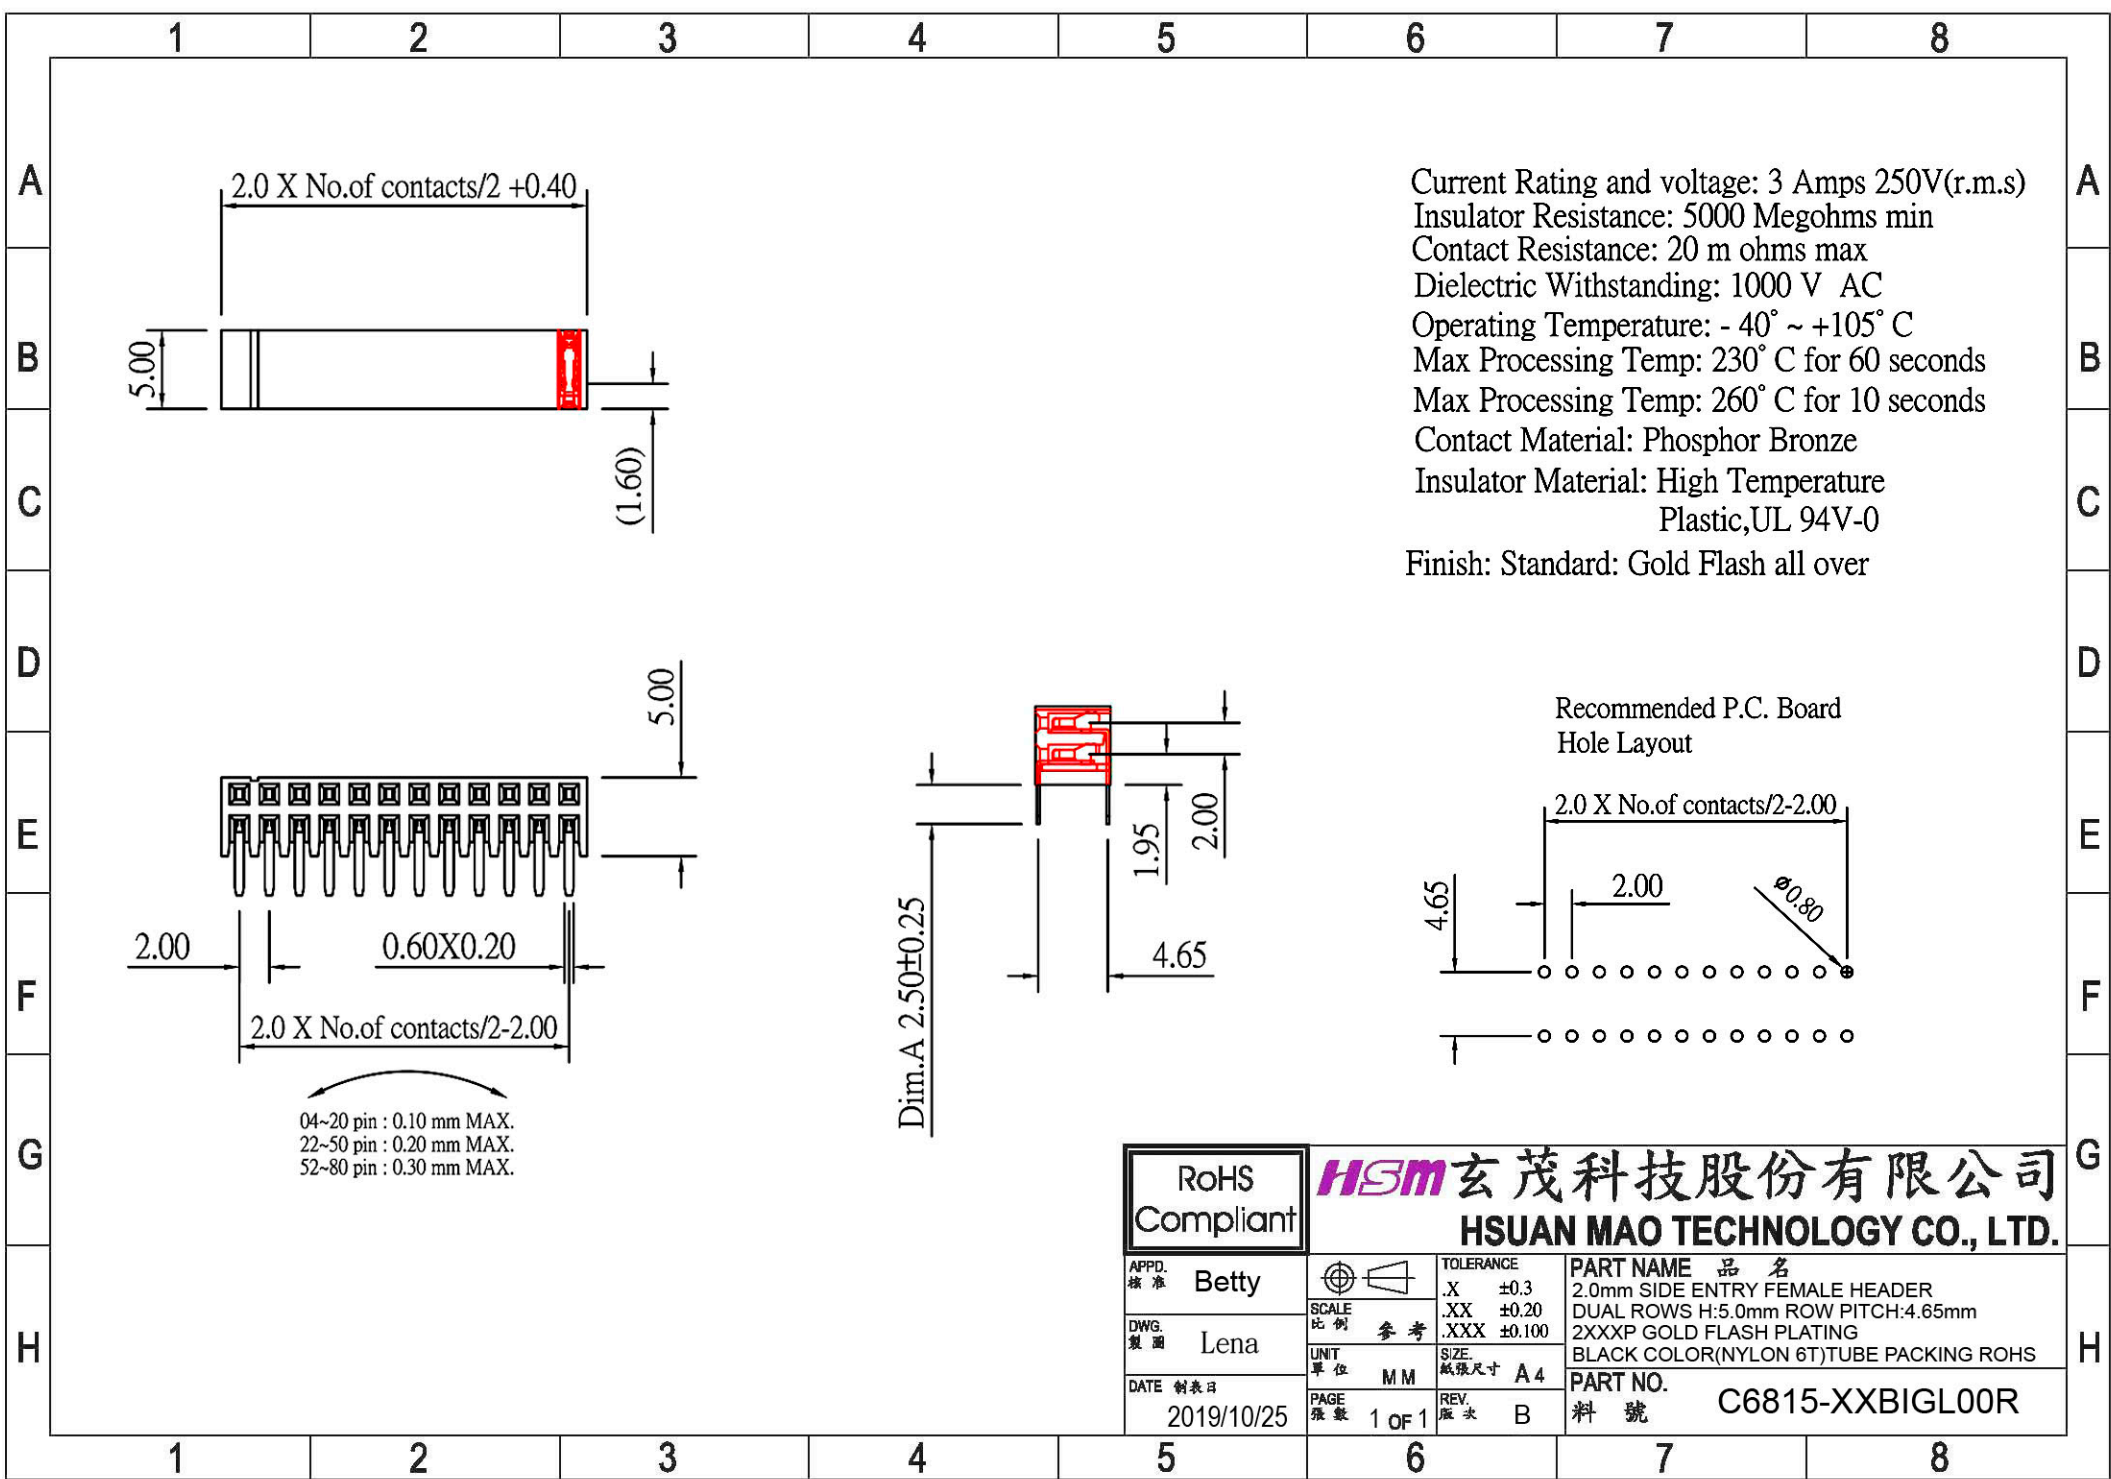 1 2 3 4 5 6 7 8
A
B
C
D
E
F
G
H
A
B
C
D
E
F
G
H
2.0 X No.of contacts/2 +0.40
5.00
(1.60)
Current Rating and voltage: 3 Amps 250V(r.m.s)
Insulator Resistance: 5000 Megohms min
Contact Resistance: 20 m ohms max
Dielectric Withstanding: 1000 V AC
Operating Temperature: - 40° ~ +105° C
Max Processing Temp: 230° C for 60 seconds
Max Processing Temp: 260° C for 10 seconds
Contact Material: Phosphor Bronze
Insulator Material: High Temperature
Plastic,UL 94V-0
Finish: Standard: Gold Flash all over
5.00
2.00
0.60X0.20
2.0 X No.of contacts/2-2.00
04~20 pin : 0.10 mm MAX.
22~50 pin : 0.20 mm MAX.
52~80 pin : 0.30 mm MAX.
Dim.A 2.50±0.25
1.95
2.00
4.65
Recommended P.C. Board
Hole Layout
2.0 X No.of contacts/2-2.00
4.65
2.00
ø0.80
RoHS
Compliant
HSM 玄茂科技股份有限公司
HSUAN MAO TECHNOLOGY CO., LTD.
APPD.
核准 Betty
DWG.
製圖 Lena
DATE 制表日
2019/10/25
SCALE
比例 參考
UNIT
單位 MM
PAGE
張數 1 OF 1
TOLERANCE
.X ±0.3
.XX ±0.20
.XXX ±0.100
SIZE.
紙張尺寸 A4
REV.
版次 B
PART NAME 品 名
2.0mm SIDE ENTRY FEMALE HEADER
DUAL ROWS H:5.0mm ROW PITCH:4.65mm
2XXXP GOLD FLASH PLATING
BLACK COLOR(NYLON 6T)TUBE PACKING ROHS
PART NO.
料 號 C6815-XXBIGL00R
1 2 3 4 5 6 7 8